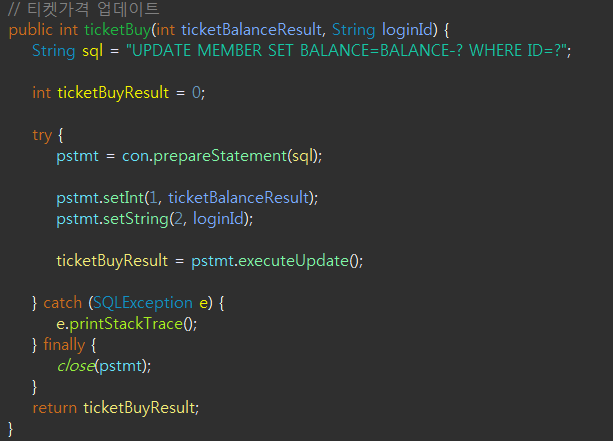 // 티켓가격 업데이트
public int ticketBuy(int ticketBalanceResult, String loginId) {
String sql = "UPDATE MEMBER SET BALANCE=BALANCE-? WHERE ID=?";
int ticketBuyResult = 0;
try {
pstmt = con.prepareStatement(sql);
pstmt.setInt(1, ticketBalanceResult);
pstmt.setString(2, loginId);
ticketBuyResult = pstmt.executeUpdate();
} catch (SQLException e) {
e.printStackTrace();
} finally {
close(pstmt);
}
return ticketBuyResult;
}